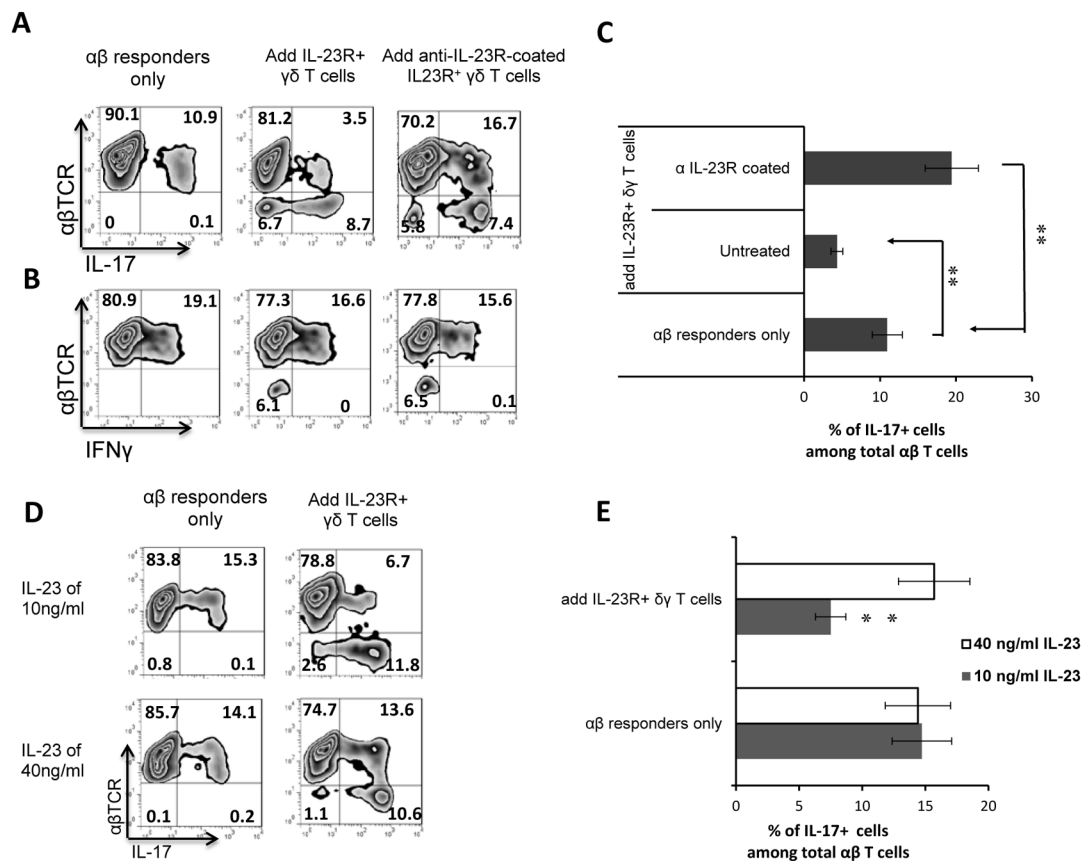 A
αβ responders
only
Add IL-23R+
γδ T cells
Add anti-IL-23R-coated
IL23R⁺ γδ T cells
90.1 10.9
0 0.1
81.2 3.5
6.7 8.7
70.2 16.7
5.8 7.4
αβTCR
IL-17
B
80.9 19.1
77.3 16.6
6.1 0
77.8 15.6
6.5 0.1
αβTCR
IFNγ
C
add IL-23R+ δγ T cells
α IL-23R coated
Untreated
αβ responders only
**
**
0 10 20 30
% of IL-17+ cells
among total αβ T cells
D
αβ responders
only
Add IL-23R+
γδ T cells
IL-23 of
10ng/ml
83.8 15.3
0.8 0.1
78.8 6.7
2.6 11.8
IL-23 of
40ng/ml
85.7 14.1
0.1 0.2
74.7 13.6
1.1 10.6
αβTCR
IL-17
E
add IL-23R+ δγ T cells
* *
αβ responders only
40 ng/ml IL-23
10 ng/ml IL-23
0 5 10 15 20
% of IL-17+ cells
among total αβ T cells